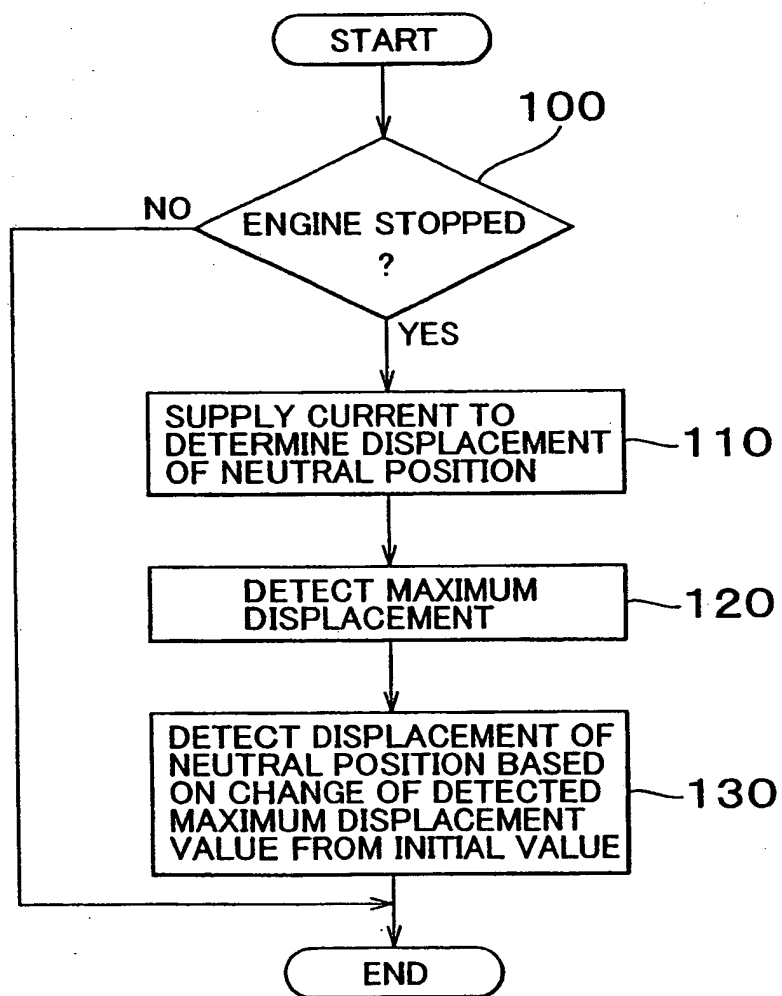 START
100
NO
ENGINE STOPPED
?
YES
SUPPLY CURRENT TO
DETERMINE DISPLACEMENT
OF NEUTRAL POSITION
110
DETECT MAXIMUM
DISPLACEMENT
120
DETECT DISPLACEMENT OF
NEUTRAL POSITION BASED
ON CHANGE OF DETECTED
MAXIMUM DISPLACEMENT
VALUE FROM INITIAL VALUE
130
END